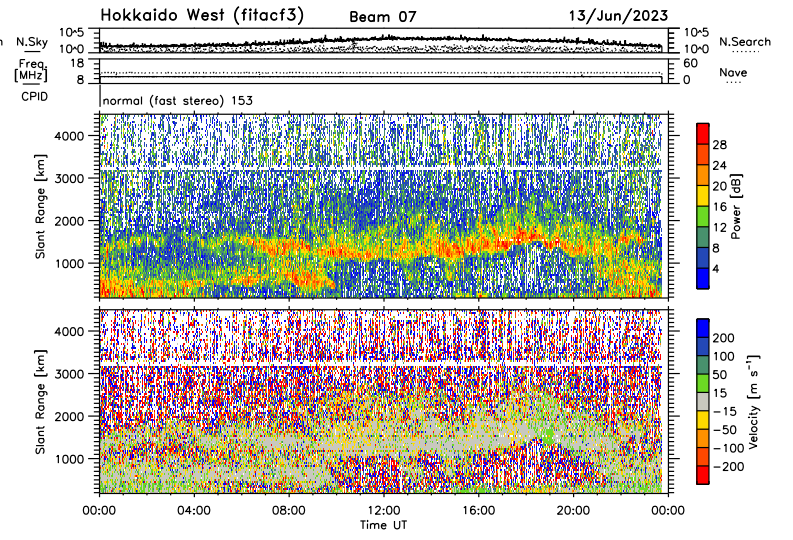 Hokkaido West (fitacf3) Beam 07 13/Jun/2023
N.Sky 10^5 10^5 N.Search
10^0 10^0
Freq. 18 60 Nave
[MHz] 8 0
CPID normal (fast stereo) 153
4000
3000
2000
1000
Slant Range [km]
28
24
20
16
12
8
4
Power [dB]
4000
3000
2000
1000
Slant Range [km]
200
100
50
15
-15
-50
-100
-200
Velocity [m s⁻¹]
00:00 04:00 08:00 12:00 16:00 20:00 00:00
Time UT